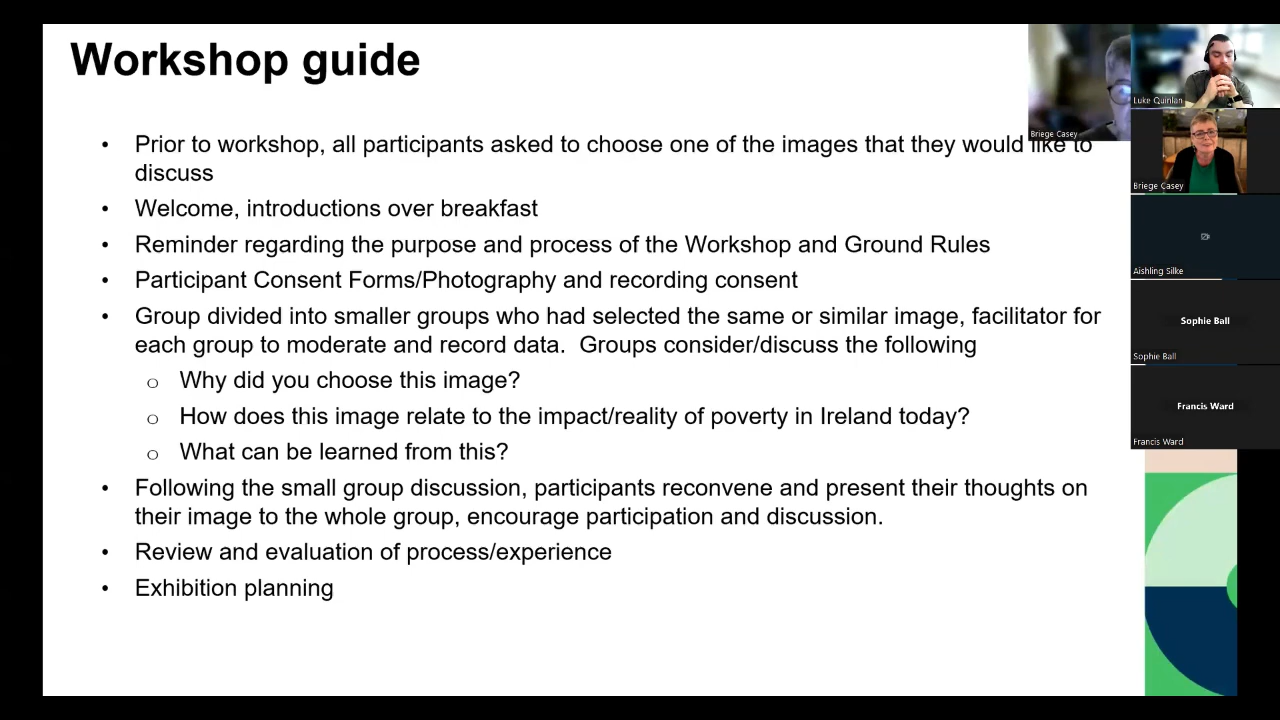 Workshop guide
• Prior to workshop, all participants asked to choose one of the images that they would like to
discuss
• Welcome, introductions over breakfast
• Reminder regarding the purpose and process of the Workshop and Ground Rules
• Participant Consent Forms/Photography and recording consent
• Group divided into smaller groups who had selected the same or similar image, facilitator for
each group to moderate and record data.  Groups consider/discuss the following
o Why did you choose this image?
o How does this image relate to the impact/reality of poverty in Ireland today?
o What can be learned from this?
• Following the small group discussion, participants reconvene and present their thoughts on
their image to the whole group, encourage participation and discussion.
• Review and evaluation of process/experience
• Exhibition planning
Briege Casey
Luke Quinlan
Briege Casey
Aishling Silke
Sophie Ball
Sophie Ball
Francis Ward
Francis Ward